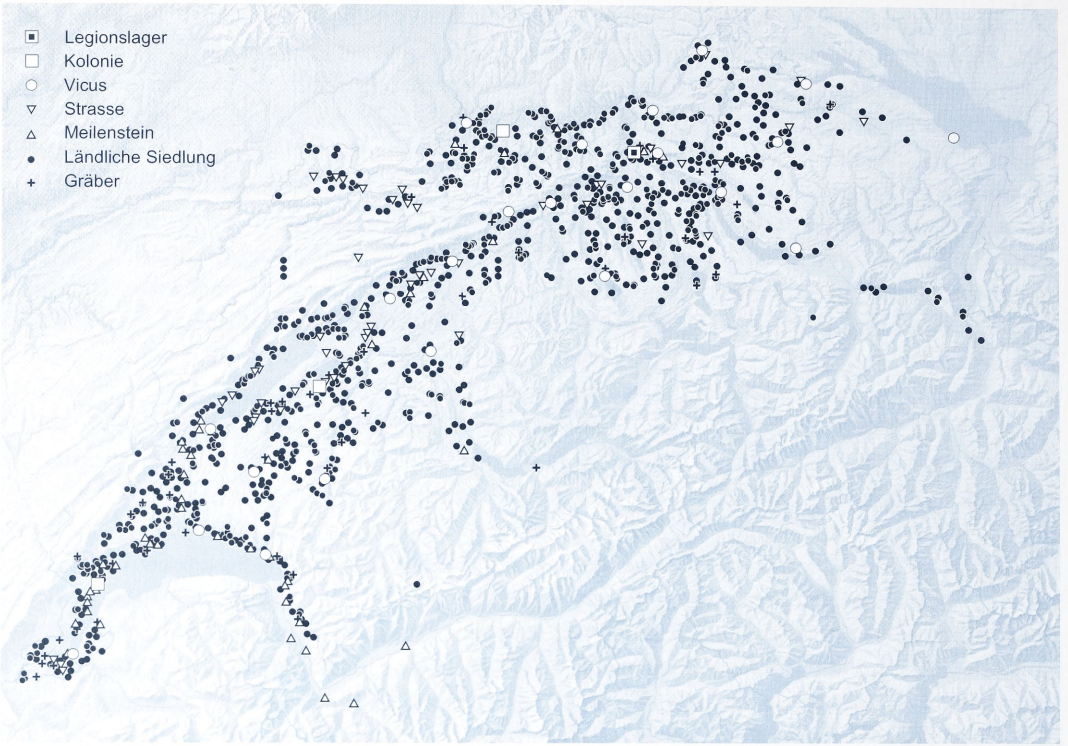 Legionslager
Kolonie
Vicus
Strasse
Meilenstein
Ländliche Siedlung
Gräber